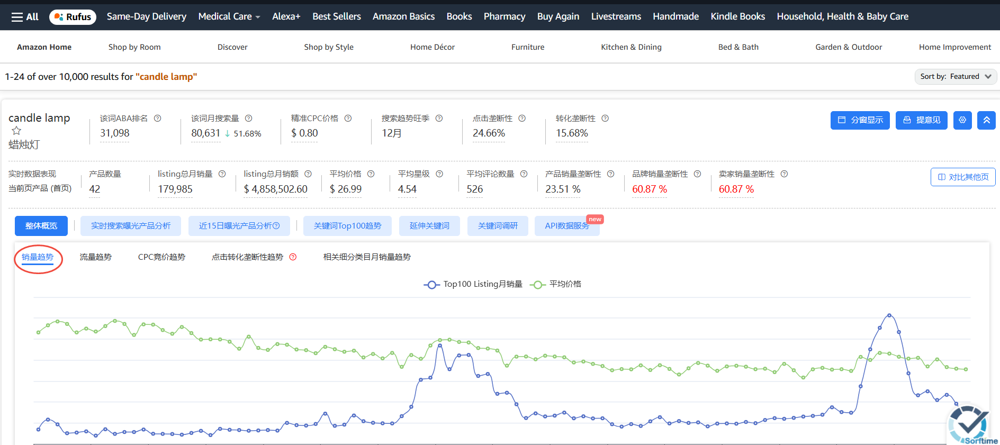 All Rufus Same-Day Delivery Medical Care Alexa+ Best Sellers Amazon Basics Books Pharmacy Buy Again Livestreams Handmade Kindle Books Household, Health & Baby Care
Amazon Home Shop by Room Discover Shop by Style Home Décor Furniture Kitchen & Dining Bed & Bath Garden & Outdoor Home Improvement
1-24 of over 10,000 results for "candle lamp" Sort by: Featured
candle lamp 该词ABA排名 该词月搜索量 精准CPC价格 搜索趋势旺季 点击垄断性 转化垄断性 分窗显示 提意见
31,098 80,631 ↓ 51.68% $ 0.80 12月 24.66% 15.68%
蜡烛灯
实时数据表现 产品数量 listing总月销量 listing总月销额 平均价格 平均星级 平均评论数量 产品销量垄断性 品牌销量垄断性 卖家销量垄断性 对比其他页
当前页产品 (首页) 42 179,985 $ 4,858,502.60 $ 26.99 4.54 526 23.51 % 60.87 % 60.87 %
整体概览 实时搜索曝光产品分析 近15日曝光产品分析 关键词Top100趋势 延伸关键词 关键词调研 API数据服务 new
销量趋势 流量趋势 CPC竞价趋势 点击转化垄断性趋势 相关细分类目月销量趋势
Top100 Listing月销量 平均价格
Sorftime